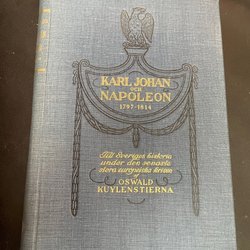 KARL JOHAN
OCH
NAPOLEON
1797-1814
Till Sveriges historia
under den senaste
stora europeiska krisen
af
OSWALD
KUYLENSTIERNA